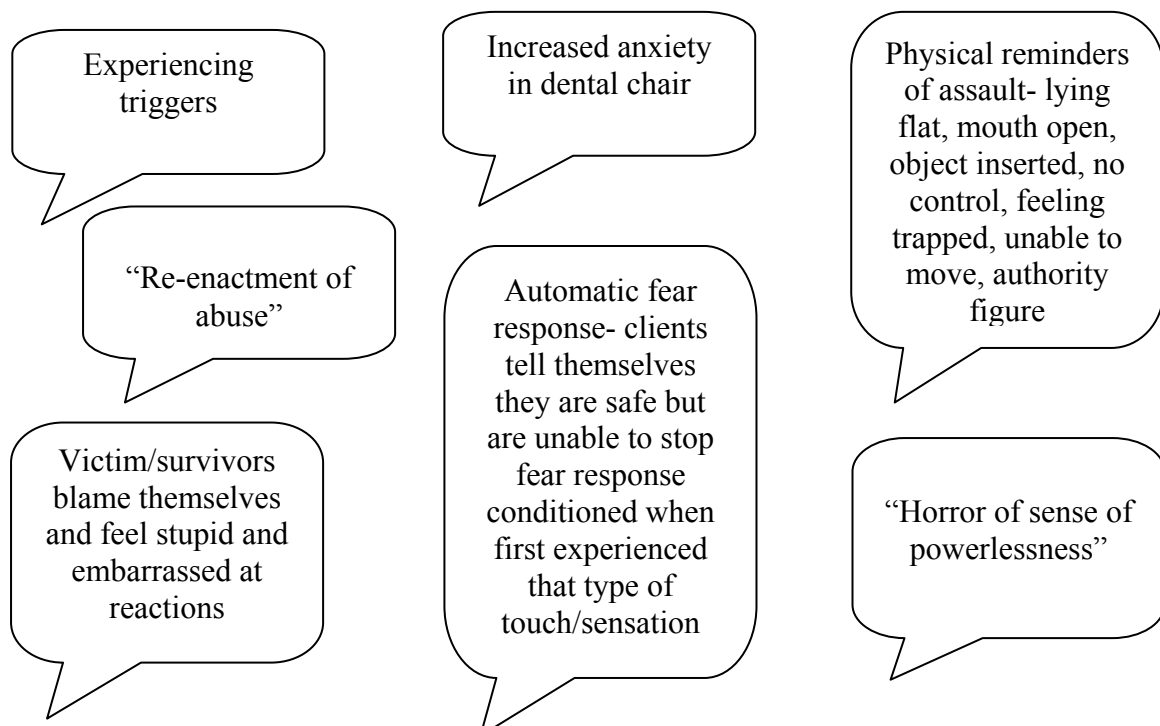 Experiencing
triggers
Increased anxiety
in dental chair
Physical reminders
of assault- lying
flat, mouth open,
object inserted, no
control, feeling
trapped, unable to
move, authority
figure
“Re-enactment of
abuse”
Automatic fear
response- clients
tell themselves
they are safe but
are unable to stop
fear response
conditioned when
first experienced
that type of
touch/sensation
Victim/survivors
blame themselves
and feel stupid and
embarrassed at
reactions
“Horror of sense of
powerlessness”